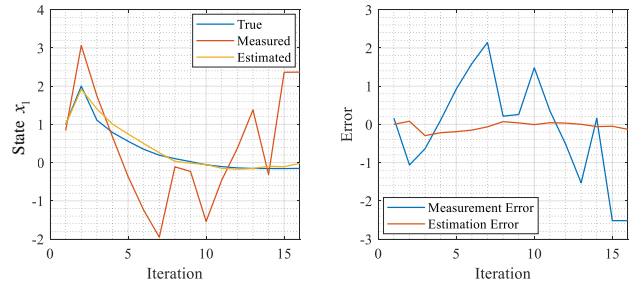 4
3
2
1
0
-1
-2
0
5
10
15
State x₁
Iteration
True
Measured
Estimated
3
2
1
0
-1
-2
-3
0
5
10
15
Error
Iteration
Measurement Error
Estimation Error